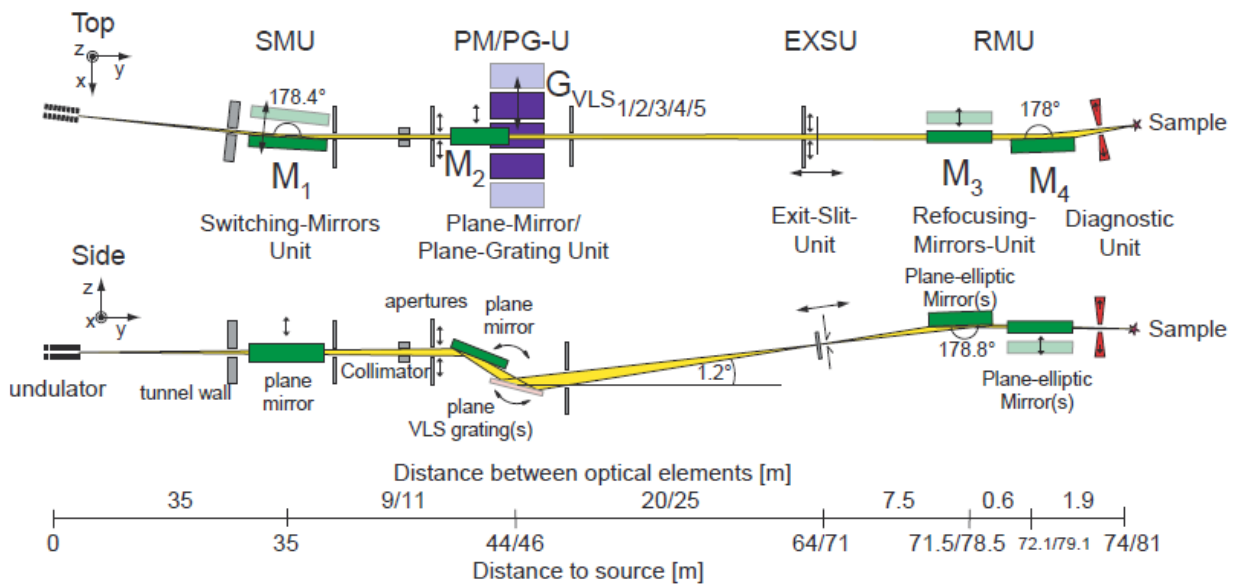 Top
SMU
PM/PG-U
EXSU
RMU
z
y
x
178.4°
G VLS 1/2/3/4/5
178°
Sample
M1
M2
M3
M4
Switching-Mirrors
Unit
Plane-Mirror/
Plane-Grating Unit
Exit-Slit-
Unit
Refocusing-
Mirrors-Unit
Diagnostic
Unit
Side
z
x
y
apertures
plane
mirror
Plane-elliptic
Mirror(s)
Sample
178.8°
1.2°
undulator
tunnel wall
plane
mirror
Collimator
plane
VLS grating(s)
Plane-elliptic
Mirror(s)
Distance between optical elements [m]
35
9/11
20/25
7.5
0.6
1.9
0
35
44/46
64/71
71.5/78.5
72.1/79.1
74/81
Distance to source [m]